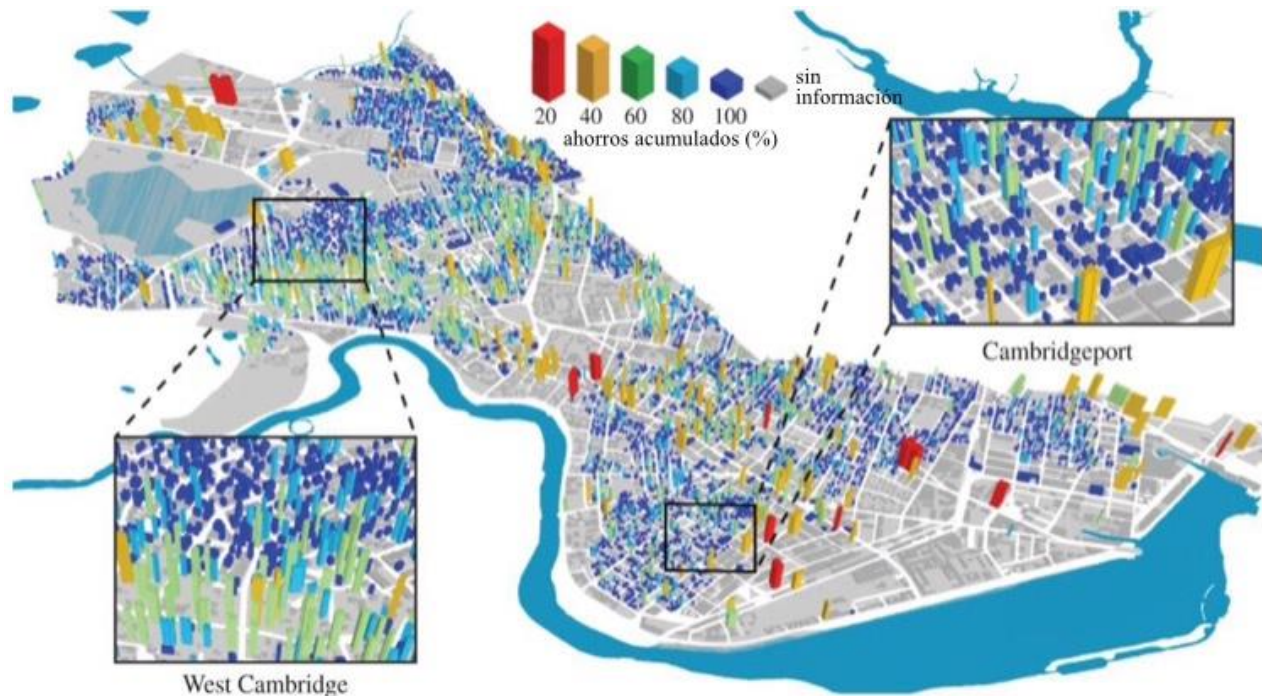 sin
información
20 40 60 80 100
ahorros acumulados (%)
Cambridgeport
West Cambridge